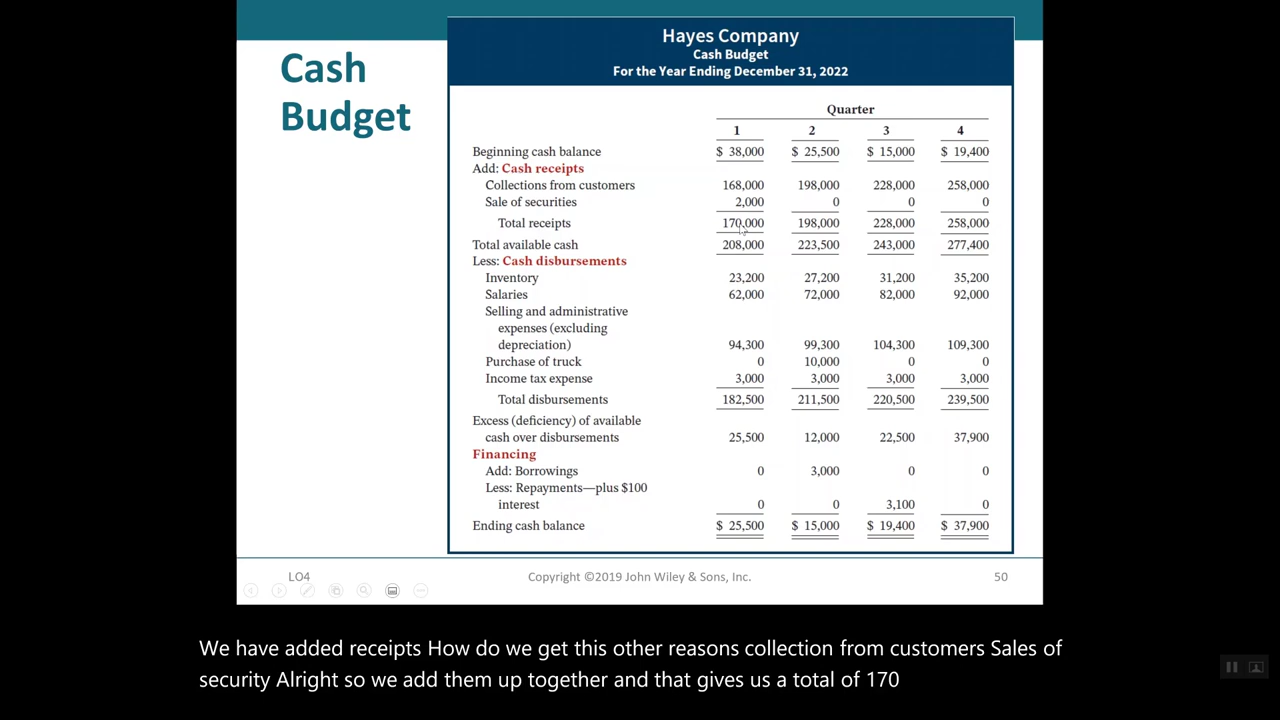 Cash
Budget
Hayes Company
Cash Budget
For the Year Ending December 31, 2022
Quarter
1 2 3 4
Beginning cash balance $ 38,000 $ 25,500 $ 15,000 $ 19,400
Add: Cash receipts
Collections from customers 168,000 198,000 228,000 258,000
Sale of securities 2,000 0 0 0
Total receipts 170,000 198,000 228,000 258,000
Total available cash 208,000 223,500 243,000 277,400
Less: Cash disbursements
Inventory 23,200 27,200 31,200 35,200
Salaries 62,000 72,000 82,000 92,000
Selling and administrative
expenses (excluding
depreciation) 94,300 99,300 104,300 109,300
Purchase of truck 0 10,000 0 0
Income tax expense 3,000 3,000 3,000 3,000
Total disbursements 182,500 211,500 220,500 239,500
Excess (deficiency) of available
cash over disbursements 25,500 12,000 22,500 37,900
Financing
Add: Borrowings 0 3,000 0 0
Less: Repayments—plus $100
interest 0 0 3,100 0
Ending cash balance $ 25,500 $ 15,000 $ 19,400 $ 37,900
LO4 Copyright ©2019 John Wiley & Sons, Inc. 50
We have added receipts How do we get this other reasons collection from customers Sales of
security Alright so we add them up together and that gives us a total of 170